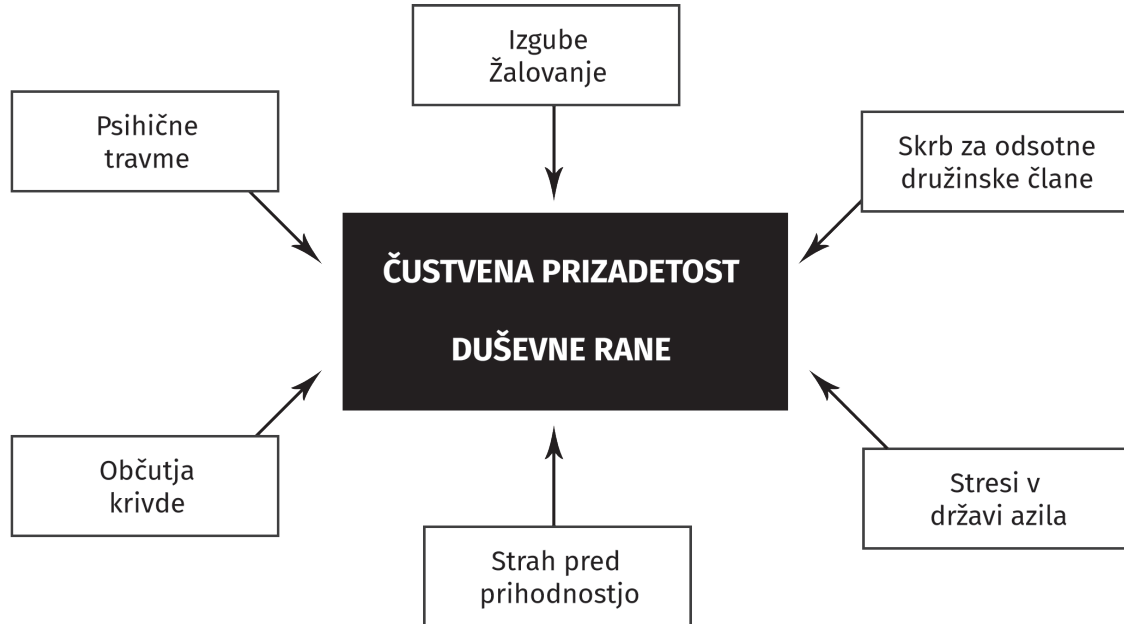 Izgube
Žalovanje
Psihične
travme
Skrb za odsotne
družinske člane
ČUSTVENA PRIZADETOST
DUŠEVNE RANE
Občutja
krivde
Stresi v
državi azila
Strah pred
prihodnostjo